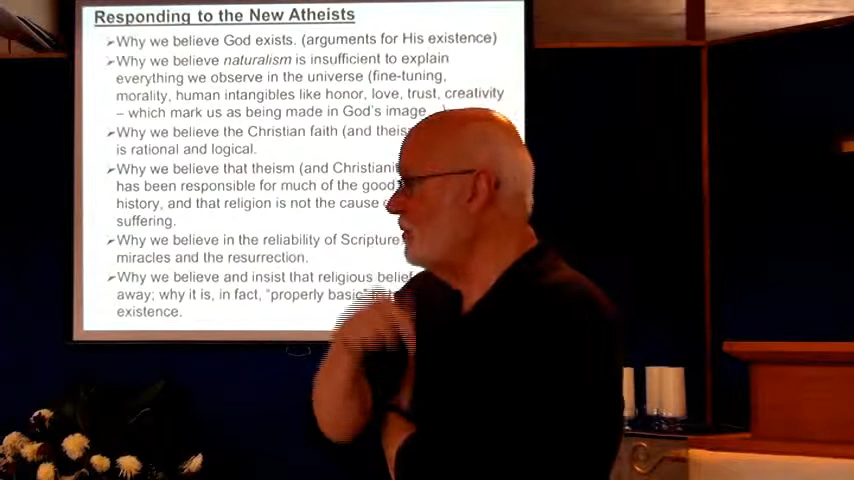 Responding to the New Atheists
➢Why we believe God exists. (arguments for His existence)
➢Why we believe naturalism is insufficient to explain
everything we observe in the universe (fine-tuning,
morality, human intangibles like honor, love, trust, creativity
– which mark us as being made in God's image
➢Why we believe the Christian faith (and
is rational and logical.
➢Why we believe that theism (and
has been responsible for much of the good
history, and that religion is not the cause
suffering.
➢Why we believe in the reliability of Scripture
miracles and the resurrection.
➢Why we believe and insist that religious
away; why it is, in fact, "properly basic"
existence.